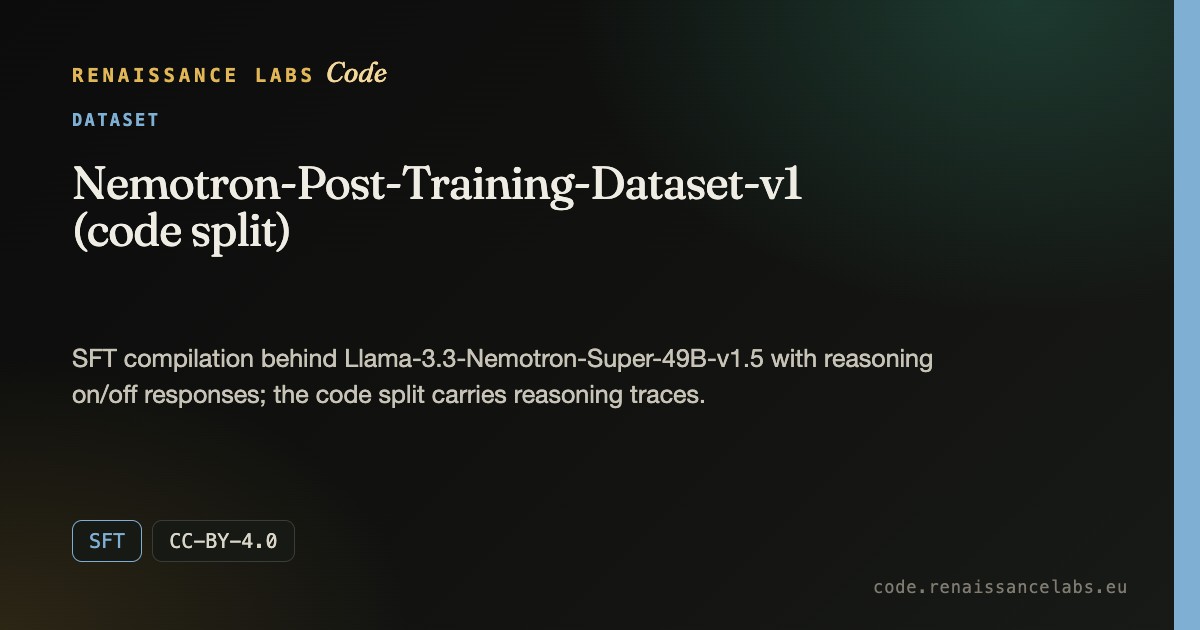 RENAISSANCE LABS Code
DATASET
Nemotron-Post-Training-Dataset-v1
(code split)
SFT compilation behind Llama-3.3-Nemotron-Super-49B-v1.5 with reasoning
on/off responses; the code split carries reasoning traces.
SFT CC-BY-4.0
code.renaissancelabs.eu